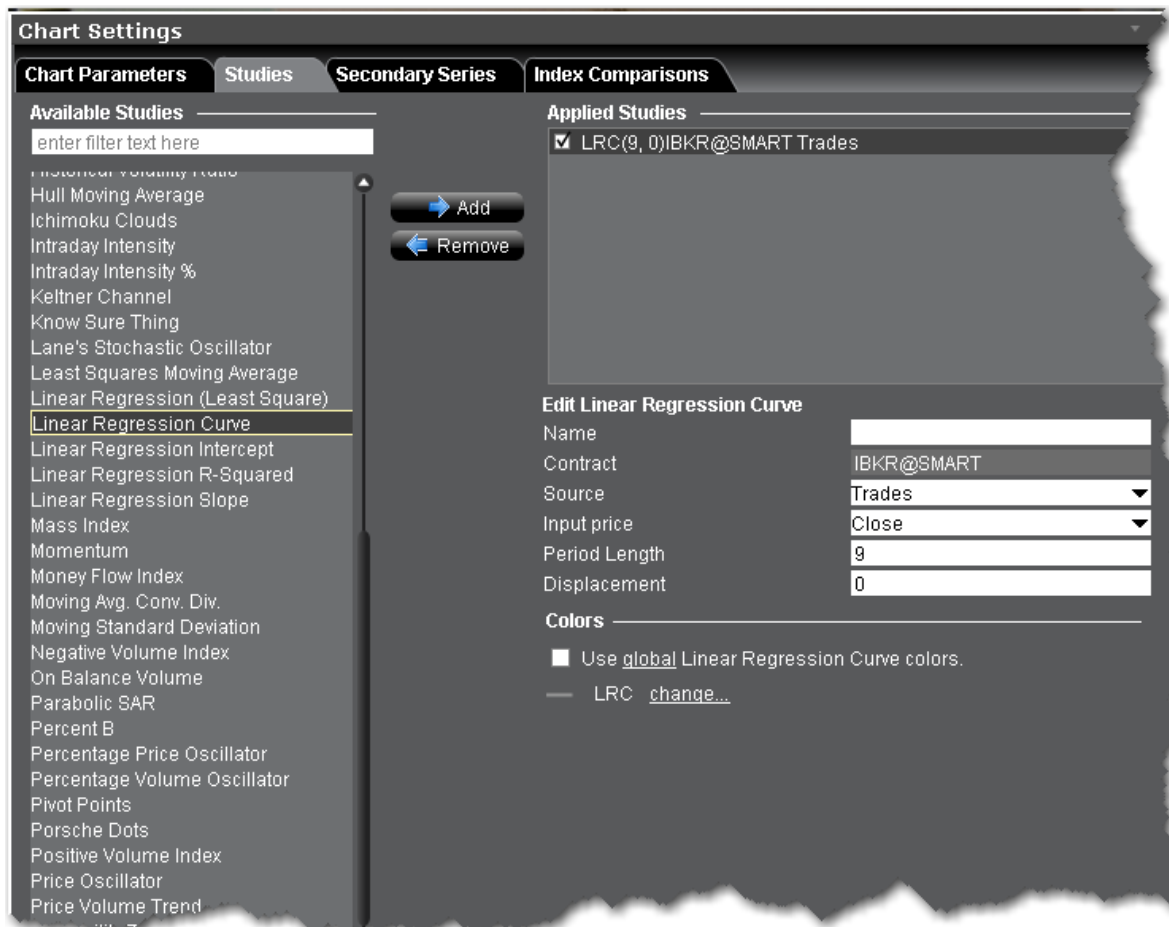 Chart Settings
Chart Parameters
Studies
Secondary Series
Index Comparisons
Available Studies
enter filter text here
Hull Moving Average
Ichimoku Clouds
Intraday Intensity
Intraday Intensity %
Keltner Channel
Know Sure Thing
Lane's Stochastic Oscillator
Least Squares Moving Average
Linear Regression (Least Square)
Linear Regression Curve
Linear Regression Intercept
Linear Regression R-Squared
Linear Regression Slope
Mass Index
Momentum
Money Flow Index
Moving Avg. Conv. Div.
Moving Standard Deviation
Negative Volume Index
On Balance Volume
Parabolic SAR
Percent B
Percentage Price Oscillator
Percentage Volume Oscillator
Pivot Points
Porsche Dots
Positive Volume Index
Price Oscillator
Price Volume Trend
Add
Remove
Applied Studies
LRC(9, 0)IBKR@SMART Trades
Edit Linear Regression Curve
Name
Contract IBKR@SMART
Source Trades
Input price Close
Period Length 9
Displacement 0
Colors
Use global Linear Regression Curve colors.
LRC change...